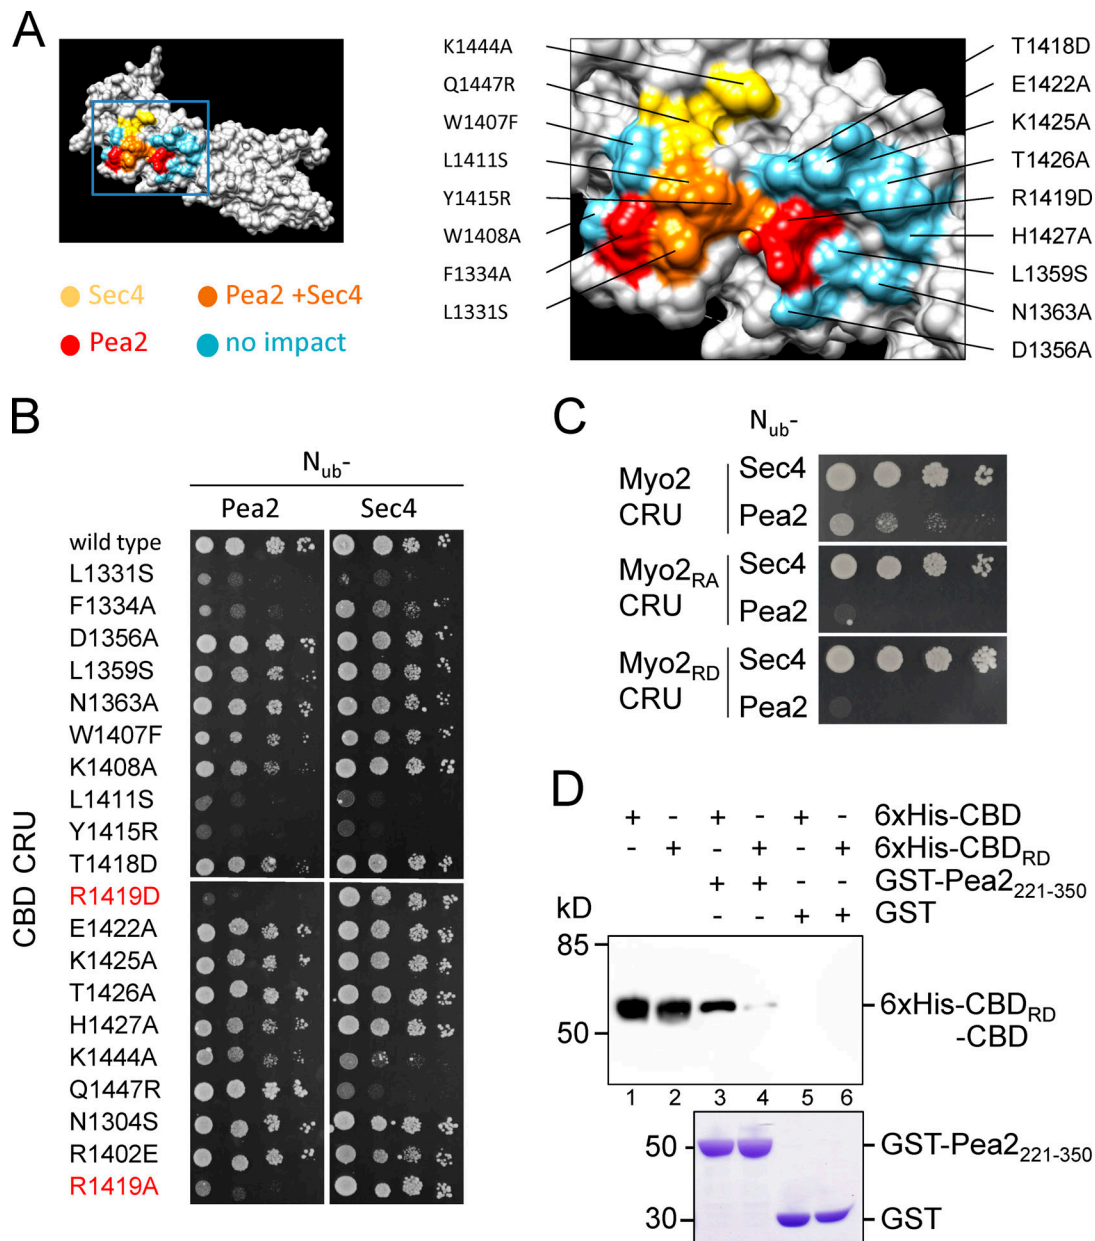 A
Sec4
Pea2 +Sec4
Pea2
no impact
K1444A
Q1447R
W1407F
L1411S
Y1415R
W1408A
F1334A
L1331S
T1418D
E1422A
K1425A
T1426A
R1419D
H1427A
L1359S
N1363A
D1356A
B
Nub-
Pea2 Sec4
CBD CRU
wild type
L1331S
F1334A
D1356A
L1359S
N1363A
W1407F
K1408A
L1411S
Y1415R
T1418D
R1419D
E1422A
K1425A
T1426A
H1427A
K1444A
Q1447R
N1304S
R1402E
R1419A
C
Nub-
Myo2 CRU
Sec4
Pea2
Myo2RA CRU
Sec4
Pea2
Myo2RD CRU
Sec4
Pea2
D
+ - + - + - 6xHis-CBD
- + - + - + 6xHis-CBDRD
+ + - - GST-Pea2221-350
- - + + GST
kD
85
50
6xHis-CBDRD
-CBD
1 2 3 4 5 6
50
GST-Pea2221-350
30
GST